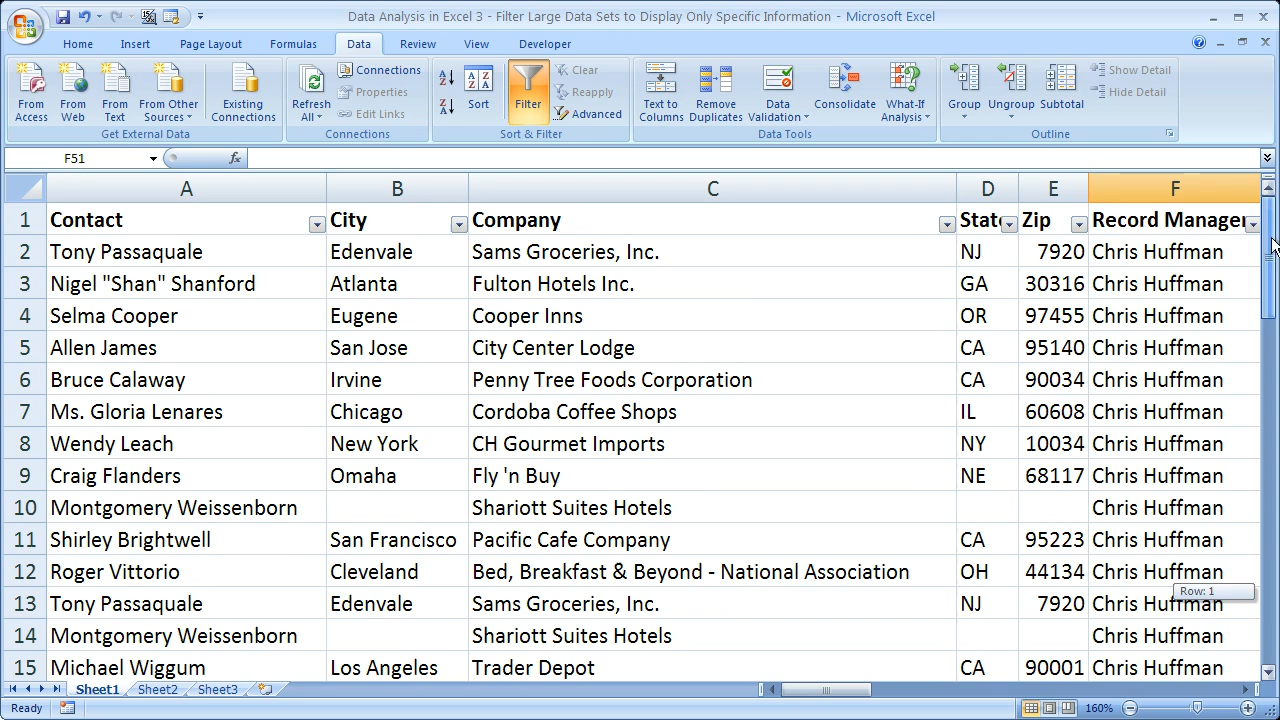 Data Analysis in Excel 3 - Filter Large Data Sets to Display Only Specific Information - Microsoft Excel
Home Insert Page Layout Formulas Data Review View Developer
From Access
From Web
From Text
From Other Sources
Existing Connections
Get External Data
Refresh All
Connections
Properties
Edit Links
Connections
Sort
Filter
Clear
Reapply
Advanced
Sort & Filter
Text to Columns
Remove Duplicates
Data Validation
Consolidate
What-If Analysis
Data Tools
Group
Ungroup
Subtotal
Show Detail
Hide Detail
Outline
F51 fx
A B C D E F
1 Contact City Company State Zip Record Manager
2 Tony Passaquale Edenvale Sams Groceries, Inc. NJ 7920 Chris Huffman
3 Nigel "Shan" Shanford Atlanta Fulton Hotels Inc. GA 30316 Chris Huffman
4 Selma Cooper Eugene Cooper Inns OR 97455 Chris Huffman
5 Allen James San Jose City Center Lodge CA 95140 Chris Huffman
6 Bruce Calaway Irvine Penny Tree Foods Corporation CA 90034 Chris Huffman
7 Ms. Gloria Lenares Chicago Cordoba Coffee Shops IL 60608 Chris Huffman
8 Wendy Leach New York CH Gourmet Imports NY 10034 Chris Huffman
9 Craig Flanders Omaha Fly 'n Buy NE 68117 Chris Huffman
10 Montgomery Weissenborn Shariott Suites Hotels Chris Huffman
11 Shirley Brightwell San Francisco Pacific Cafe Company CA 95223 Chris Huffman
12 Roger Vittorio Cleveland Bed, Breakfast & Beyond - National Association OH 44134 Chris Huffman
Row: 1
13 Tony Passaquale Edenvale Sams Groceries, Inc. NJ 7920 Chris Huffman
14 Montgomery Weissenborn Shariott Suites Hotels Chris Huffman
15 Michael Wiggum Los Angeles Trader Depot CA 90001 Chris Huffman
Sheet1 Sheet2 Sheet3
Ready 160%